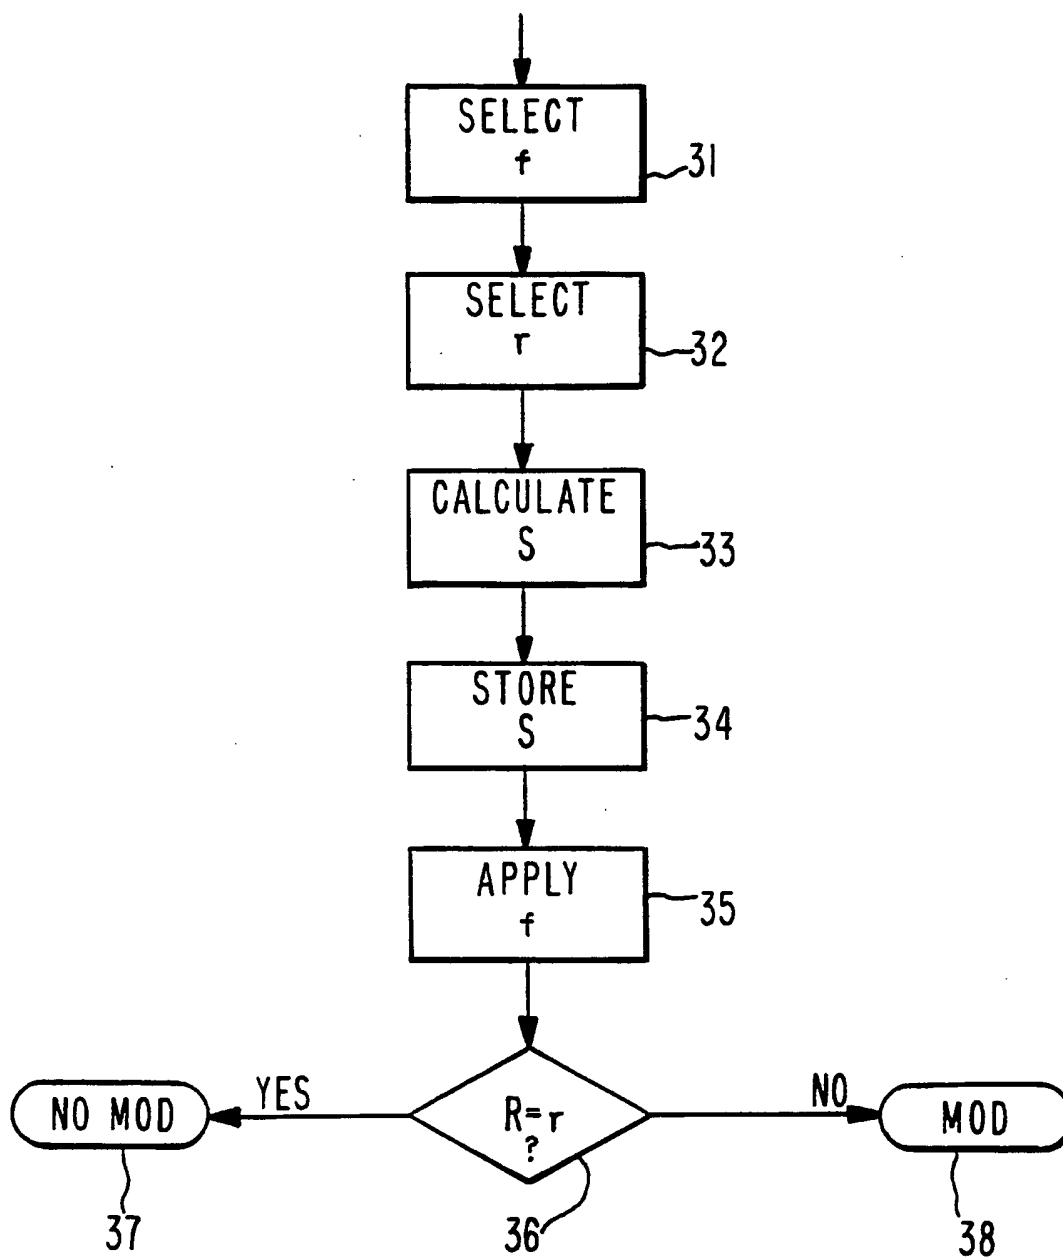 SELECT
f
31
SELECT
r
32
CALCULATE
S
33
STORE
S
34
APPLY
f
35
YES
NO
NO MOD
R=r
?
MOD
37
36
38